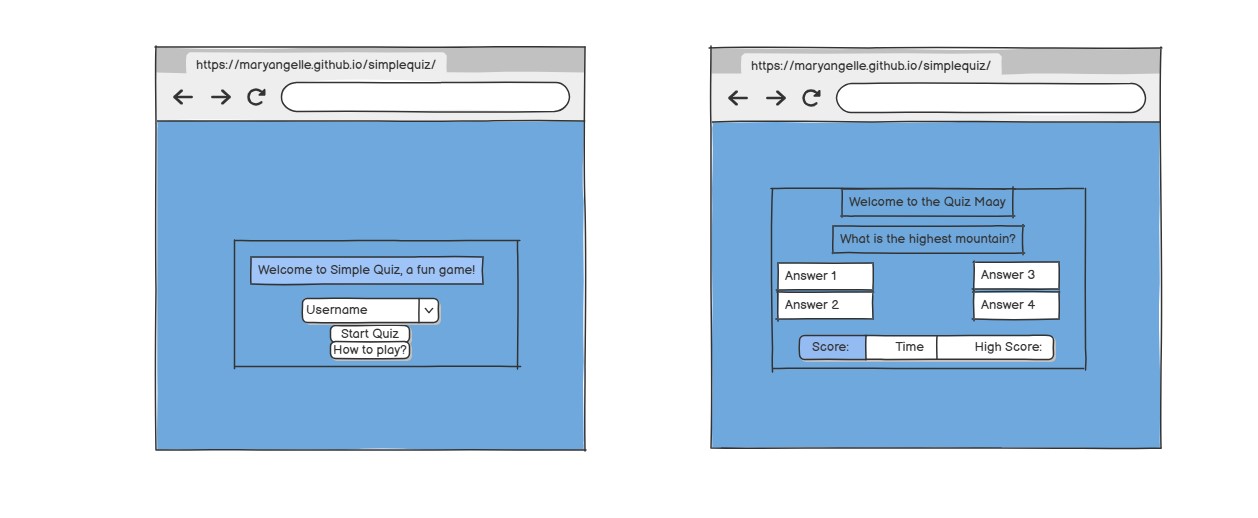 https://maryangelle.github.io/simplequiz/
Welcome to Simple Quiz, a fun game!
Username
Start Quiz
How to play?
https://maryangelle.github.io/simplequiz/
Welcome to the Quiz Maay
What is the highest mountain?
Answer 1
Answer 3
Answer 2
Answer 4
Score: Time High Score: